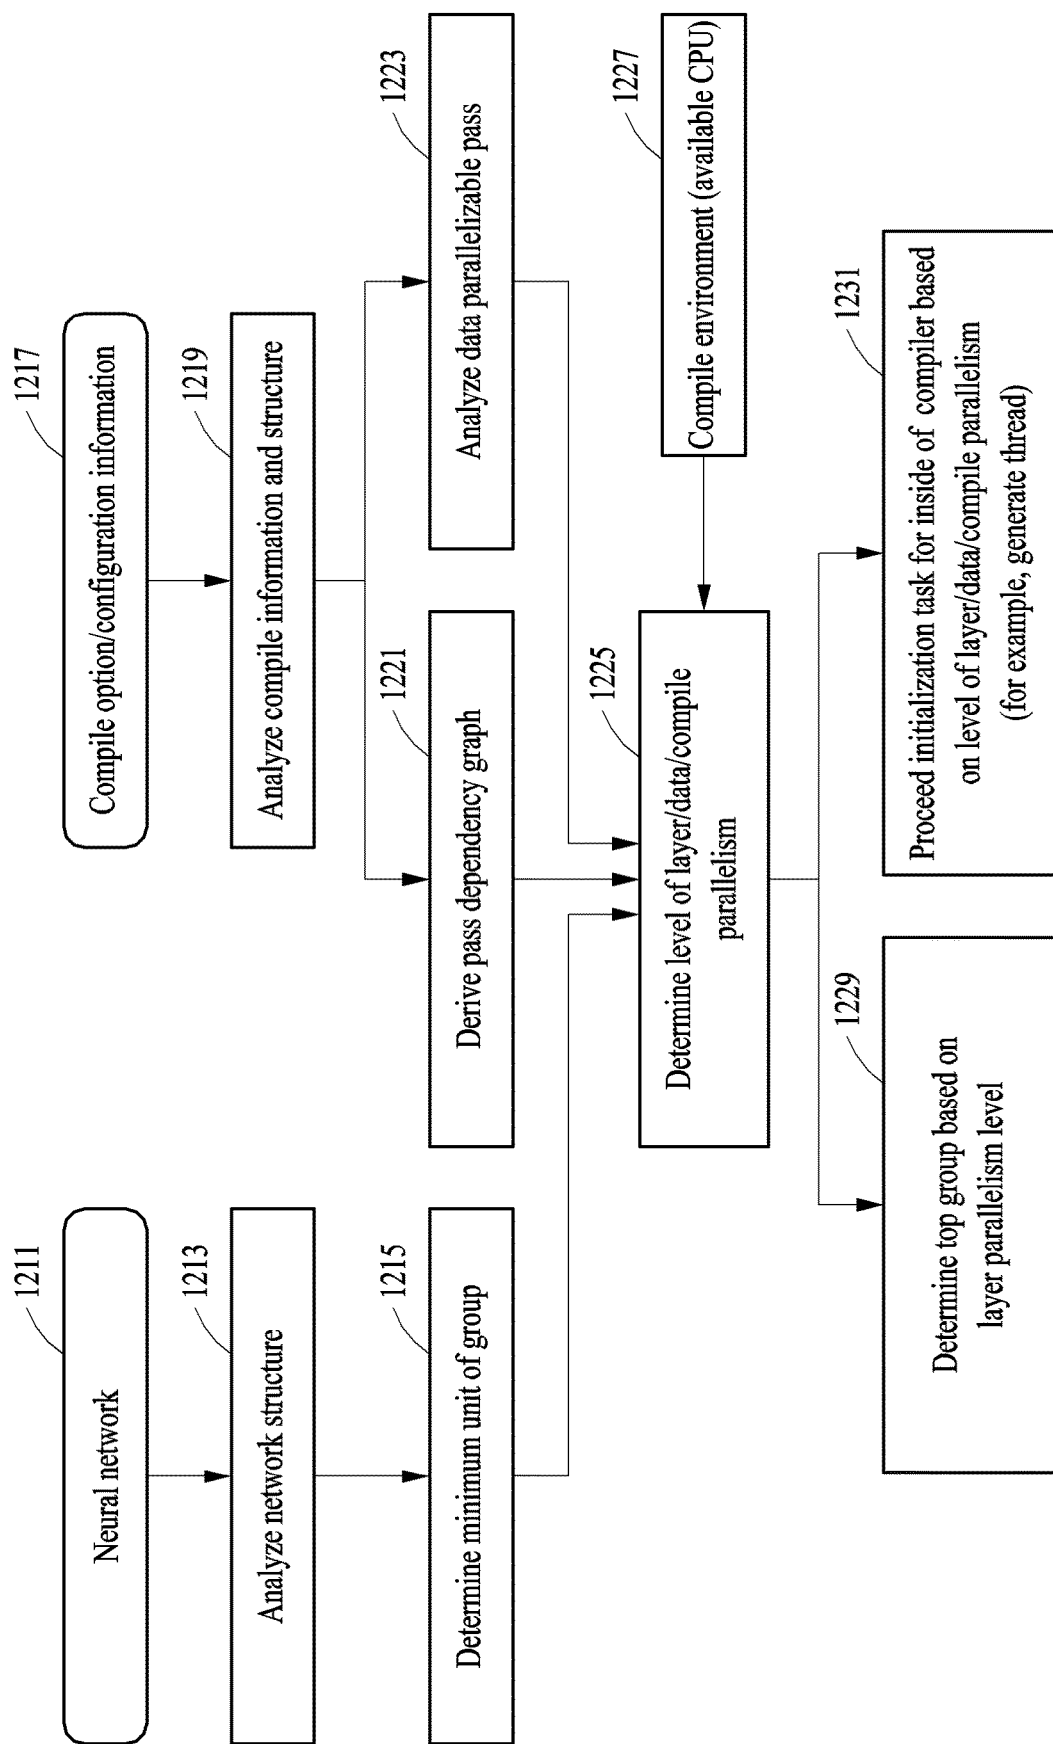 1211
Neural network
1213
Analyze network structure
1215
Determine minimum unit of group
1217
Compile option/configuration information
1219
Analyze compile information and structure
1221
Derive pass dependency graph
1223
Analyze data parallelizable pass
1225
Determine level of layer/data/compile
parallelism
1227
Compile environment (available CPU)
1229
Determine top group based on
layer parallelism level
1231
Proceed initialization task for inside of compiler based
on level of layer/data/compile parallelism
(for example, generate thread)